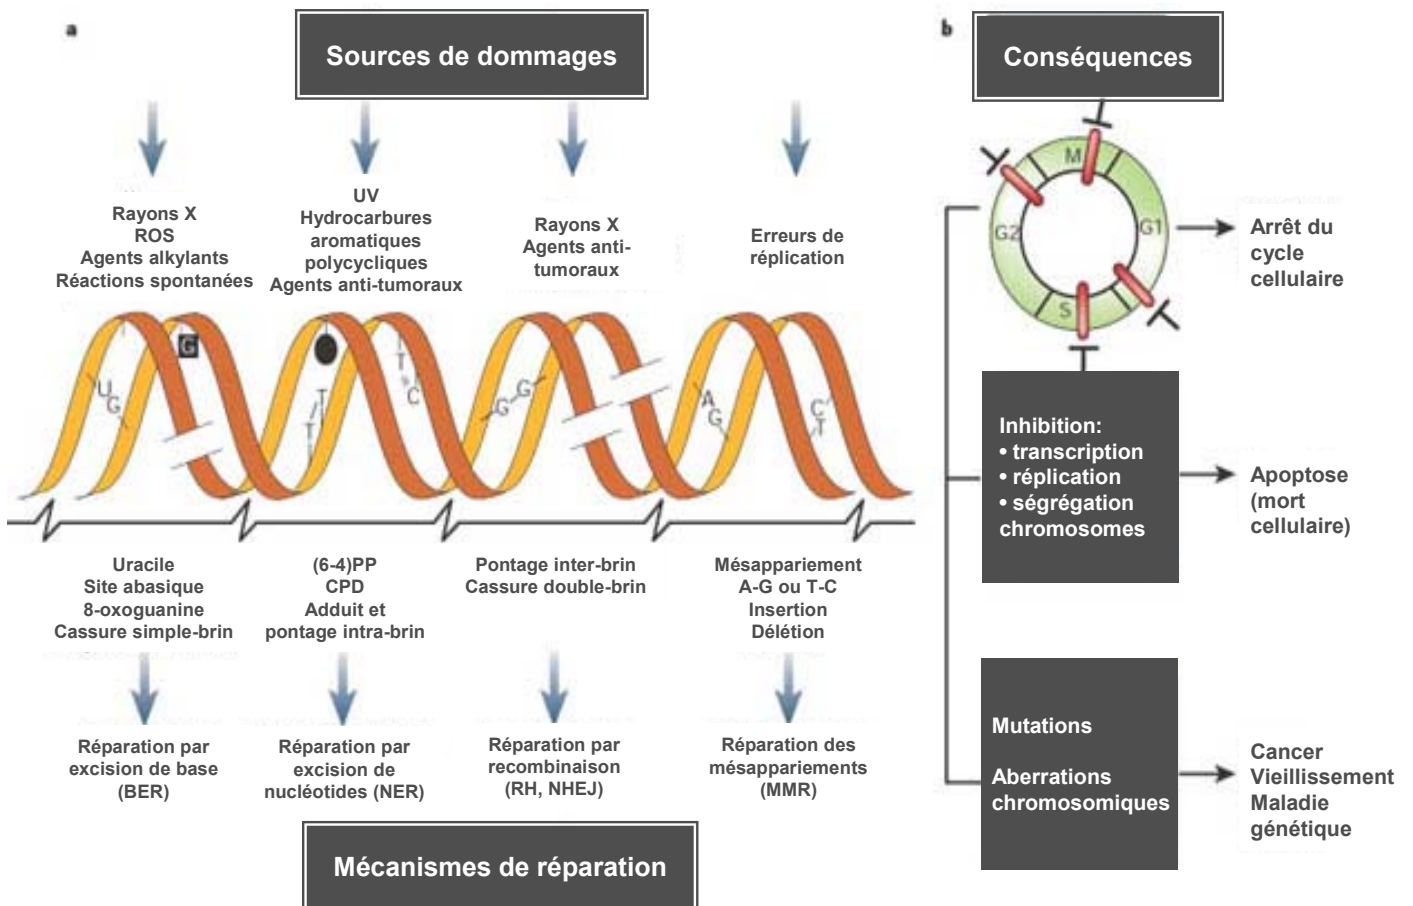 a
Sources de dommages
Rayons X
ROS
Agents alkylants
Réactions spontanées
UV
Hydrocarbures
aromatiques
polycycliques
Agents anti-tumoraux
Rayons X
Agents anti-
tumoraux
Erreurs de
réplication
U
G
G
T
T
T
C
G
G
A
G
C
T
Uracile
Site abasique
8-oxoguanine
Cassure simple-brin
(6-4)PP
CPD
Adduit et
pontage intra-brin
Pontage inter-brin
Cassure double-brin
Mésappariement
A-G ou T-C
Insertion
Délétion
Réparation par
excision de base
(BER)
Réparation par
excision de
nucléotides (NER)
Réparation par
recombinaison
(RH, NHEJ)
Réparation des
mésappariements
(MMR)
Mécanismes de réparation
b
Conséquences
M
G2
G1
S
Arrêt du
cycle
cellulaire
Inhibition:
• transcription
• réplication
• ségrégation
chromosomes
Apoptose
(mort
cellulaire)
Mutations
Aberrations
chromosomiques
Cancer
Vieillissement
Maladie
génétique